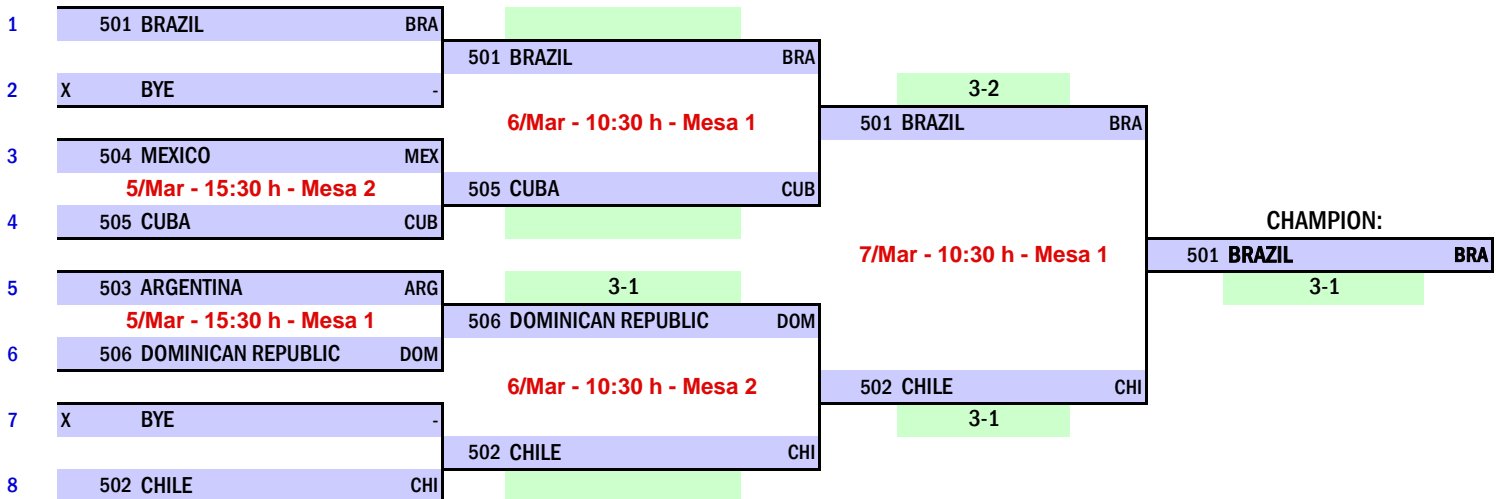 1 501 BRAZIL BRA
501 BRAZIL BRA
2 X BYE - 3-2
6/Mar - 10:30 h - Mesa 1 501 BRAZIL BRA
3 504 MEXICO MEX
5/Mar - 15:30 h - Mesa 2 505 CUBA CUB
4 505 CUBA CUB CHAMPION:
7/Mar - 10:30 h - Mesa 1 501 BRAZIL BRA
5 503 ARGENTINA ARG 3-1 3-1
5/Mar - 15:30 h - Mesa 1 506 DOMINICAN REPUBLIC DOM
6 506 DOMINICAN REPUBLIC DOM
6/Mar - 10:30 h - Mesa 2 502 CHILE CHI
7 X BYE - 3-1
502 CHILE CHI
8 502 CHILE CHI